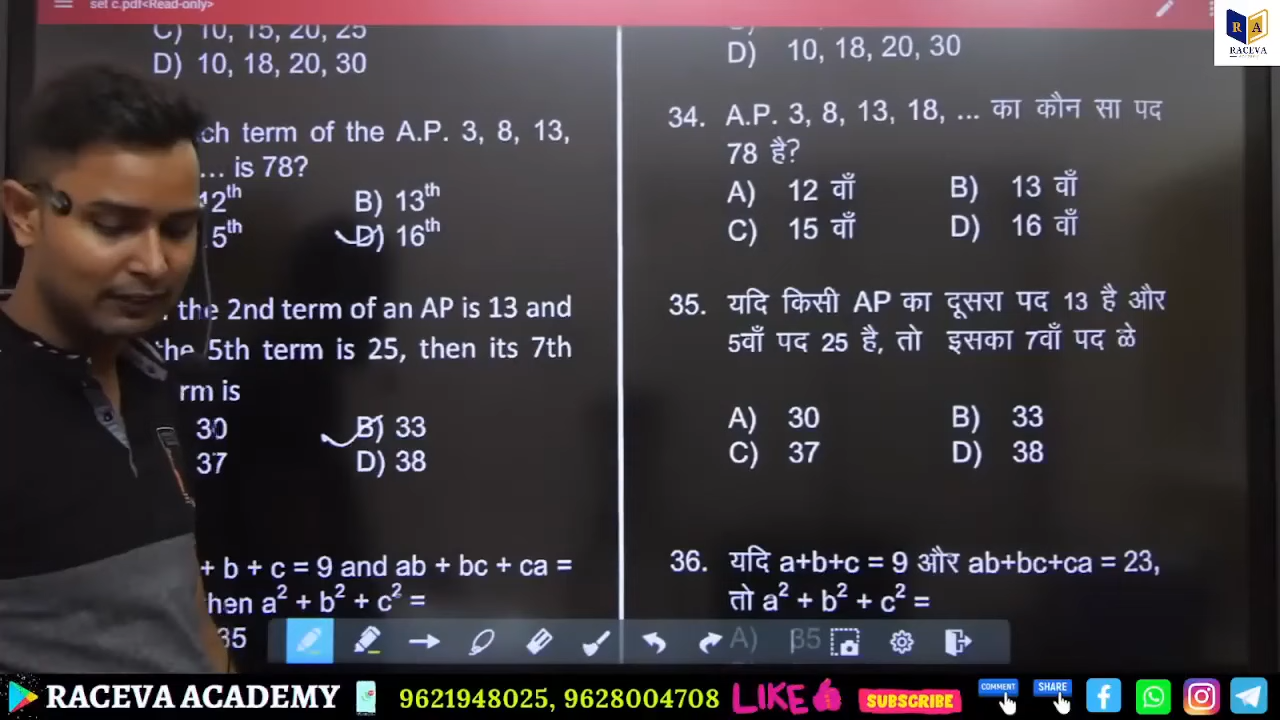 set c.pdf<Read-only>
C) 10, 15, 20, 25
D) 10, 18, 20, 30
ch term of the A.P. 3, 8, 13,
... is 78?
12th B) 13th
5th D) 16th
the 2nd term of an AP is 13 and
the 5th term is 25, then its 7th
rm is
30 B) 33
37 D) 38
+ b + c = 9 and ab + bc + ca =
hen a² + b² + c² =
35
D) 10, 18, 20, 30
34. A.P. 3, 8, 13, 18, ... का कौन सा पद
78 है?
A) 12 वाँ B) 13 वाँ
C) 15 वाँ D) 16 वाँ
35. यदि किसी AP का दूसरा पद 13 है और
5वाँ पद 25 है, तो इसका 7वाँ पद ळे
A) 30 B) 33
C) 37 D) 38
36. यदि a+b+c = 9 और ab+bc+ca = 23,
तो a² + b² + c² =
A) 35
RA
RACEVA
RACEVA ACADEMY 9621948025, 9628004708 LIKE SUBSCRIBE COMMENT SHARE